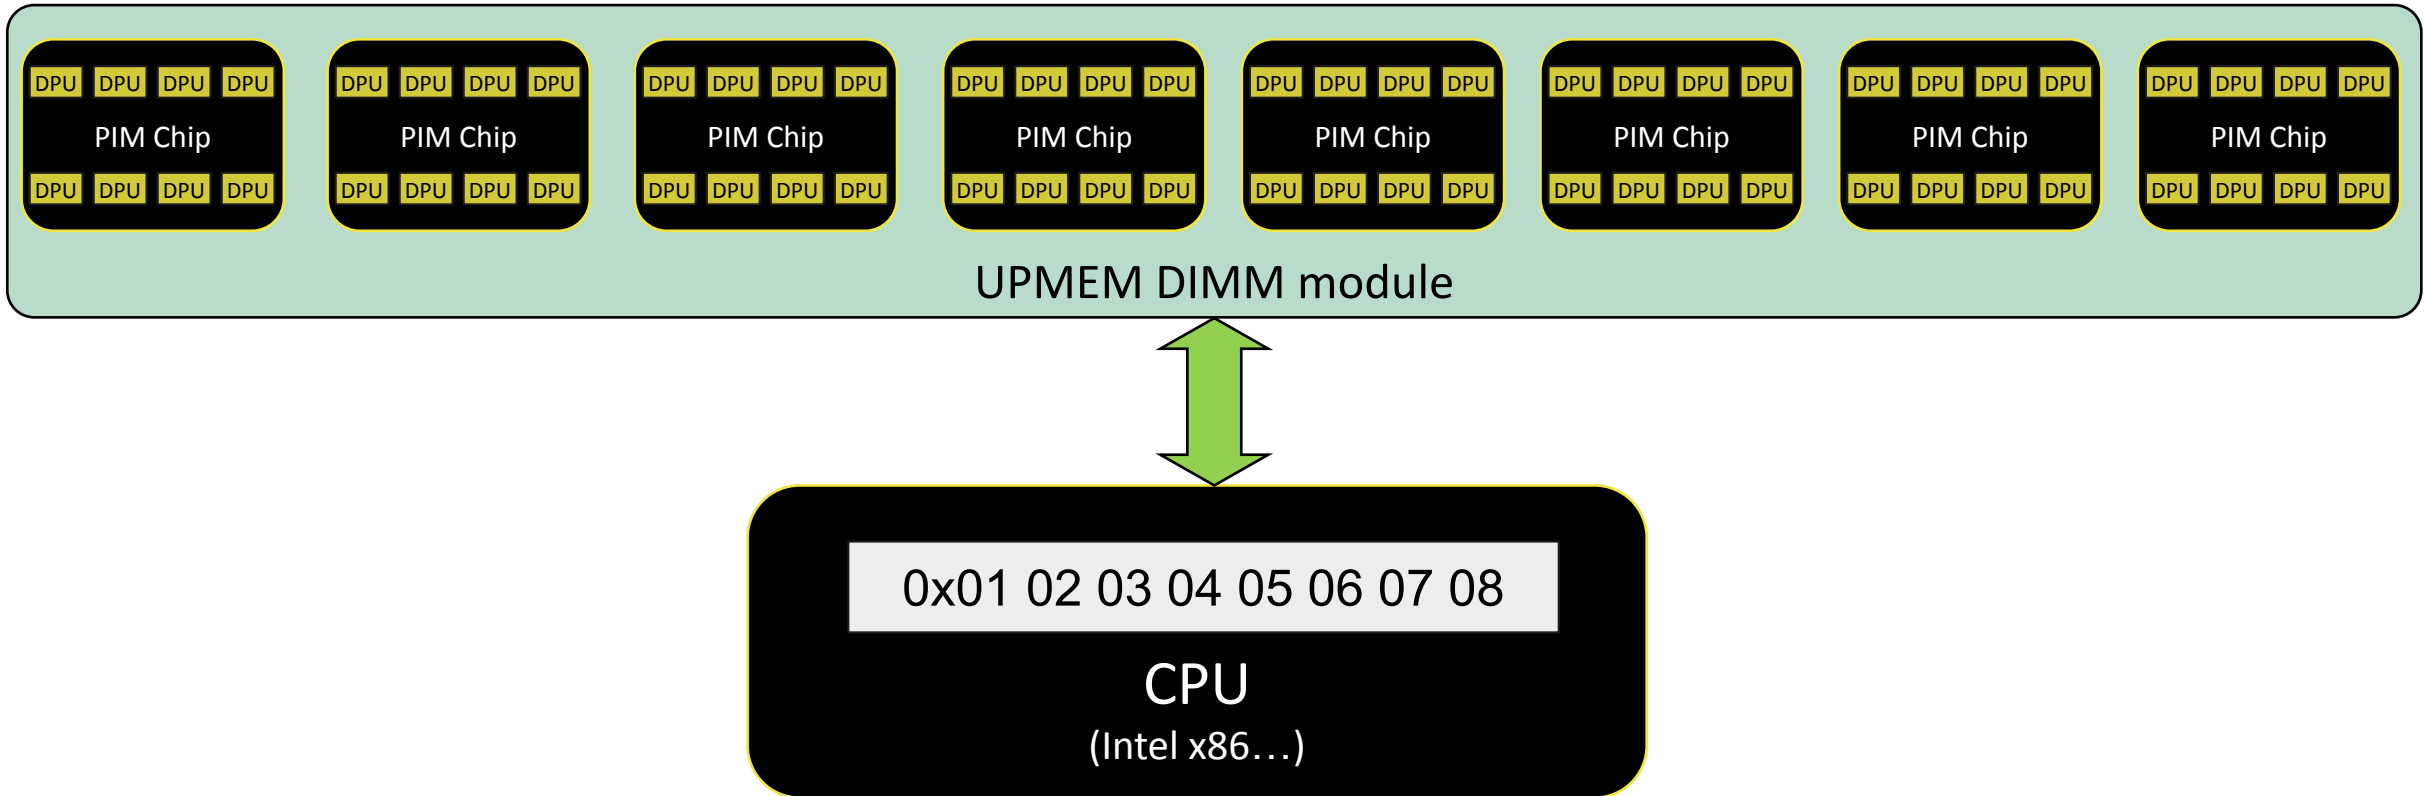 DPU DPU DPU DPU DPU DPU DPU DPU DPU DPU DPU DPU DPU DPU DPU DPU DPU DPU DPU DPU DPU DPU DPU DPU DPU DPU DPU DPU DPU DPU DPU DPU
PIM Chip PIM Chip PIM Chip PIM Chip PIM Chip PIM Chip PIM Chip PIM Chip
DPU DPU DPU DPU DPU DPU DPU DPU DPU DPU DPU DPU DPU DPU DPU DPU DPU DPU DPU DPU DPU DPU DPU DPU DPU DPU DPU DPU DPU DPU DPU DPU
UPMEM DIMM module
0x01 02 03 04 05 06 07 08
CPU
(Intel x86…)